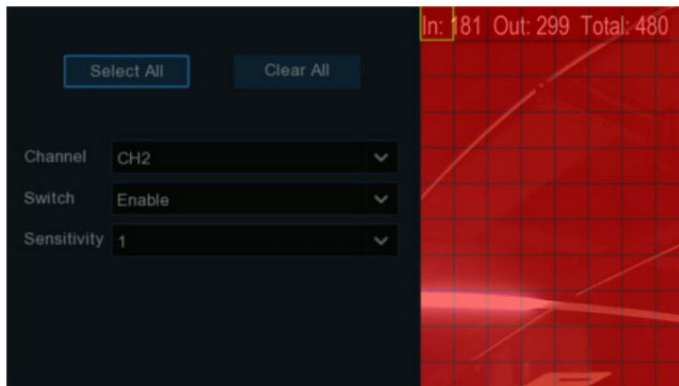 In: 181 Out: 299 Total: 480
Select All Clear All
Channel CH2
Switch Enable
Sensitivity 1